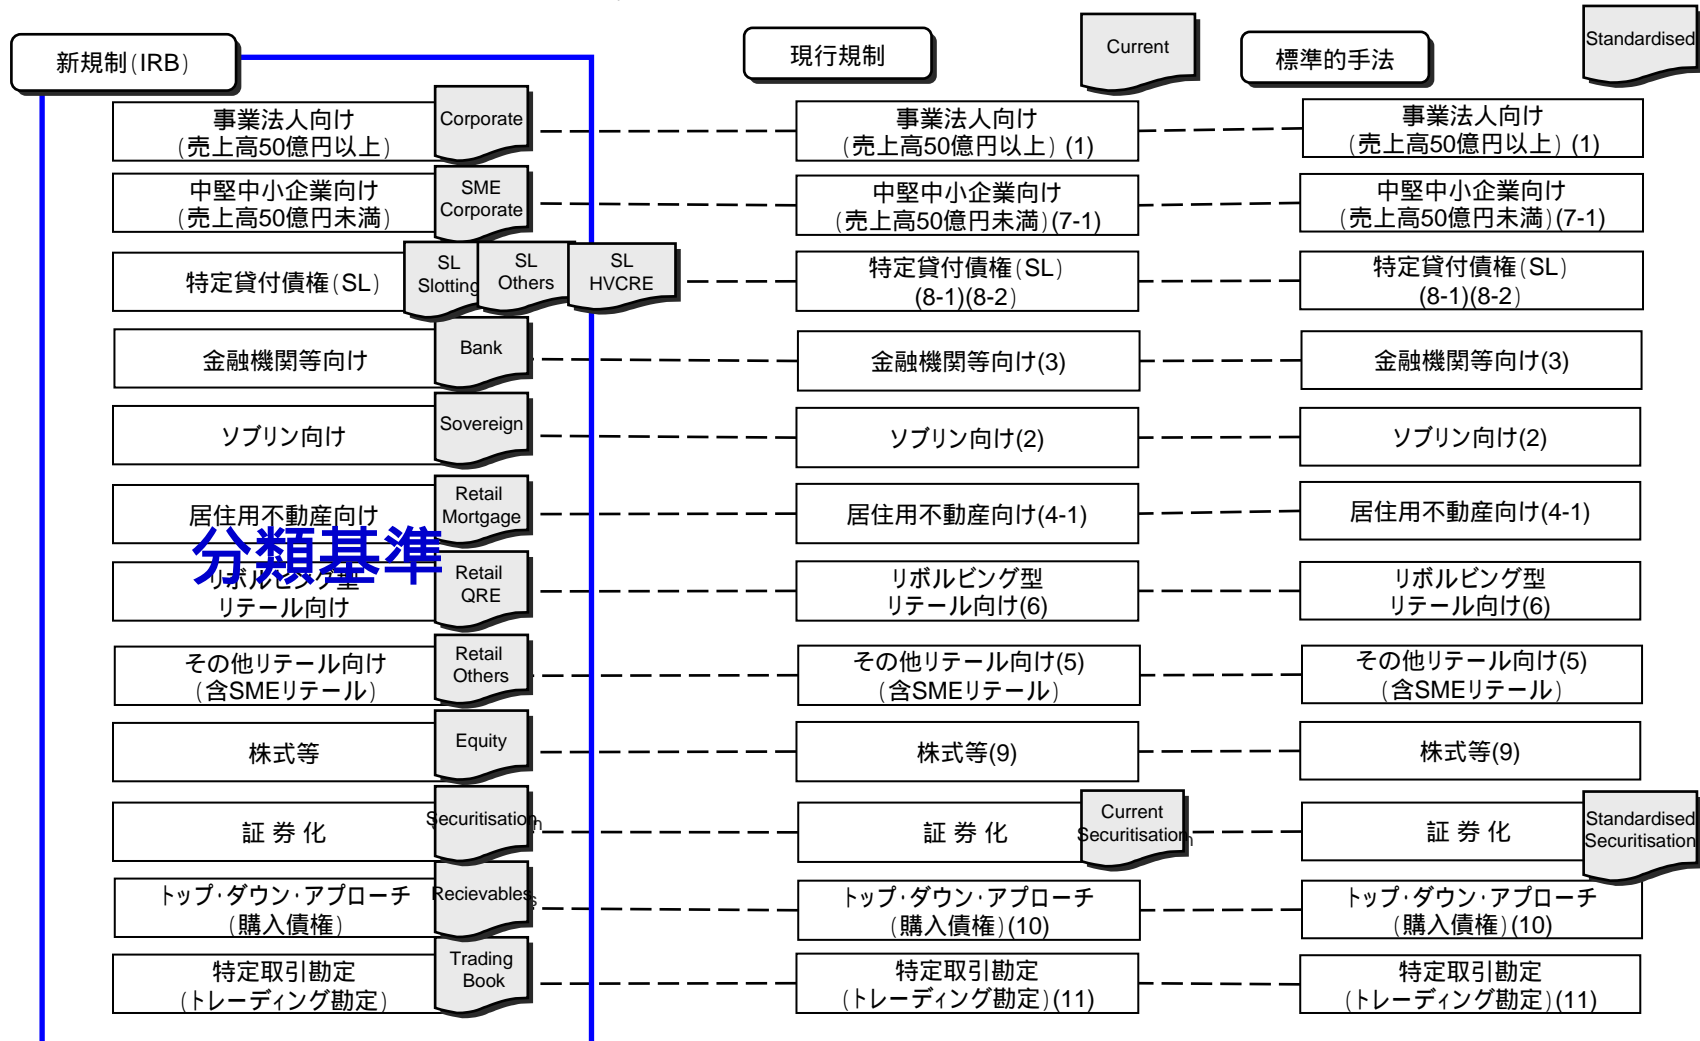 新規制(IRB)
現行規制
Current
標準的手法
Standardised
事業法人向け
(売上高50億円以上)
Corporate
事業法人向け
(売上高50億円以上) (1)
事業法人向け
(売上高50億円以上) (1)
中堅中小企業向け
(売上高50億円未満)
SME
Corporate
中堅中小企業向け
(売上高50億円未満)(7-1)
中堅中小企業向け
(売上高50億円未満)(7-1)
特定貸付債権(SL)
SL
Slotting
SL
Others
SL
HVCRE
特定貸付債権(SL)
(8-1)(8-2)
特定貸付債権(SL)
(8-1)(8-2)
金融機関等向け
Bank
金融機関等向け(3)
金融機関等向け(3)
ソブリン向け
Sovereign
ソブリン向け(2)
ソブリン向け(2)
居住用不動産向け
Retail
Mortgage
居住用不動産向け(4-1)
居住用不動産向け(4-1)
分類基準
リボルビング型
リテール向け
Retail
QRE
リボルビング型
リテール向け(6)
リボルビング型
リテール向け(6)
その他リテール向け
(含SMEリテール)
Retail
Others
その他リテール向け(5)
(含SMEリテール)
その他リテール向け(5)
(含SMEリテール)
株式等
Equity
株式等(9)
株式等(9)
証券化
Securitisation
証券化
Current
Securitisation
証券化
Standardised
Securitisation
トップ・ダウン・アプローチ
(購入債権)
Recievables
トップ・ダウン・アプローチ
(購入債権)(10)
トップ・ダウン・アプローチ
(購入債権)(10)
特定取引勘定
(トレーディング勘定)
Trading
Book
特定取引勘定
(トレーディング勘定)(11)
特定取引勘定
(トレーディング勘定)(11)